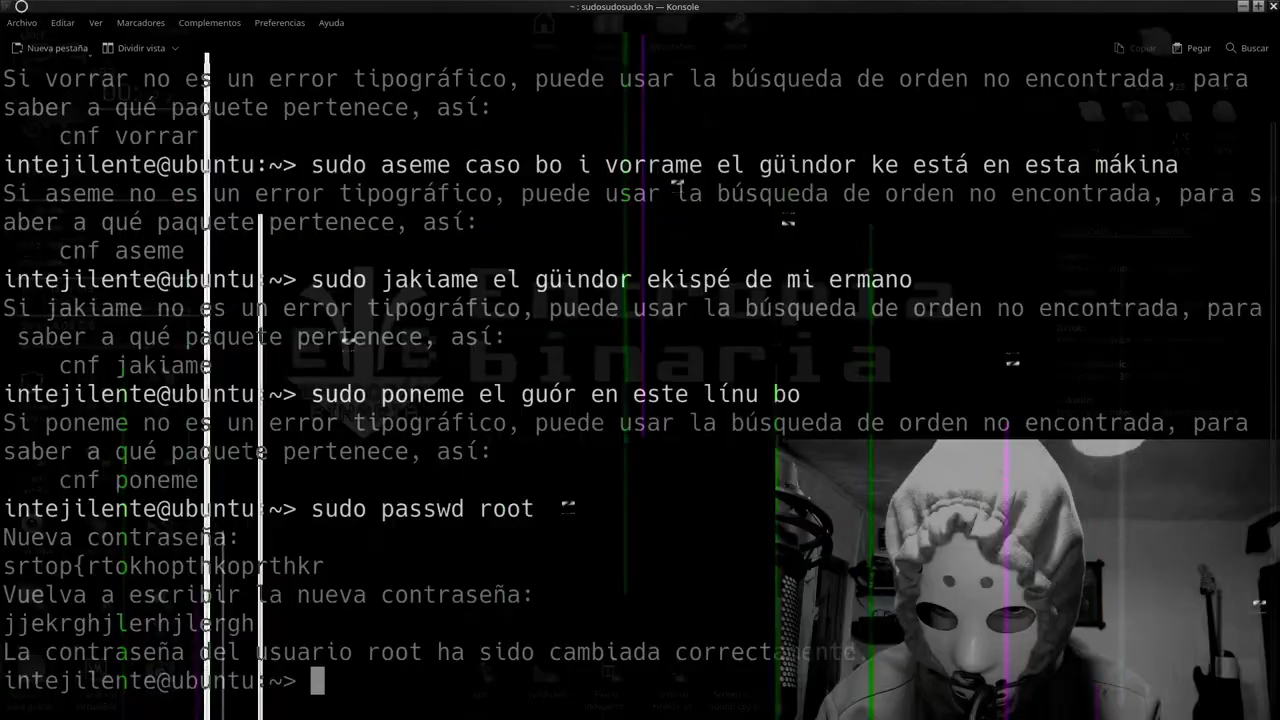 ~ : sudosudosudo.sh — Konsole
Archivo Editar Ver Marcadores Complementos Preferencias Ayuda
Nueva pestaña Dividir vista Copiar Pegar Buscar
Si vorrar no es un error tipográfico, puede usar la búsqueda de orden no encontrada, para
saber a qué paquete pertenece, así:
cnf vorrar
intejilente@ubuntu:~> sudo aseme caso bo i vorrame el güindor ke está en esta mákina
Si aseme no es un error tipográfico, puede usar la búsqueda de orden no encontrada, para s
aber a qué paquete pertenece, así:
cnf aseme
intejilente@ubuntu:~> sudo jakiame el güindor ekispé de mi ermano
Si jakiame no es un error tipográfico, puede usar la búsqueda de orden no encontrada, para
saber a qué paquete pertenece, así:
cnf jakiame
intejilente@ubuntu:~> sudo poneme el guór en este línu bo
Si poneme no es un error tipográfico, puede usar la búsqueda de orden no encontrada, para
saber a qué paquete pertenece, así:
cnf poneme
intejilente@ubuntu:~> sudo passwd root
Nueva contraseña:
srtop{rtokhopthkoprthkr
Vuelva a escribir la nueva contraseña:
jjekrghjlerhjlergh
La contraseña del usuario root ha sido cambiada correctamente.
intejilente@ubuntu:~>
Entropía
binaria